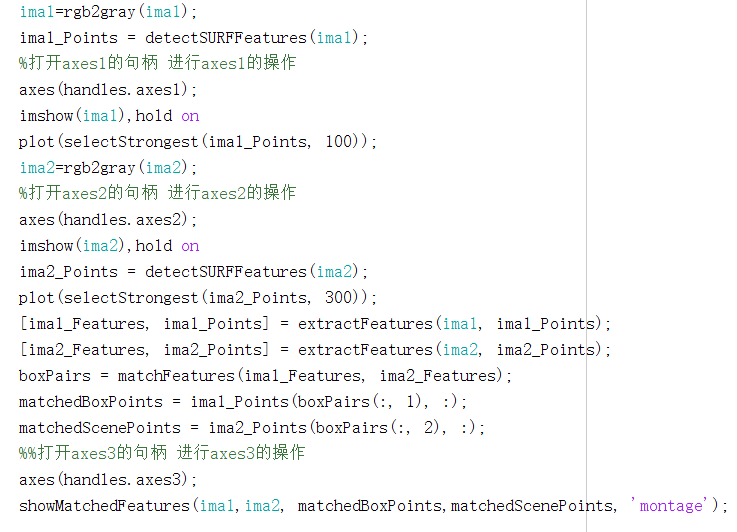 ima1=rgb2gray(ima1);
ima1_Points = detectSURFFeatures(ima1);
%打开axes1的句柄 进行axes1的操作
axes(handles.axes1);
imshow(ima1),hold on
plot(selectStrongest(ima1_Points, 100));
ima2=rgb2gray(ima2);
%打开axes2的句柄 进行axes2的操作
axes(handles.axes2);
imshow(ima2),hold on
ima2_Points = detectSURFFeatures(ima2);
plot(selectStrongest(ima2_Points, 300));
[ima1_Features, ima1_Points] = extractFeatures(ima1, ima1_Points);
[ima2_Features, ima2_Points] = extractFeatures(ima2, ima2_Points);
boxPairs = matchFeatures(ima1_Features, ima2_Features);
matchedBoxPoints = ima1_Points(boxPairs(:, 1), :);
matchedScenePoints = ima2_Points(boxPairs(:, 2), :);
%%打开axes3的句柄 进行axes3的操作
axes(handles.axes3);
showMatchedFeatures(ima1,ima2, matchedBoxPoints,matchedScenePoints, 'montage');